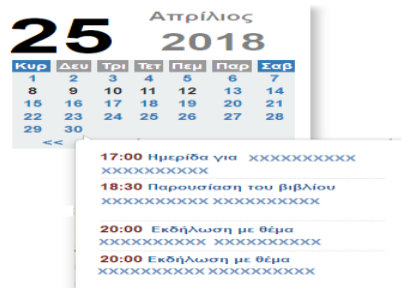 25
Απρίλιος
2018
Κυρ Δευ Τρι Τετ Πεμ Παρ Σαβ
1 2 3 4 5 6 7
8 9 10 11 12 13 14
15 16 17 18 19 20 21
22 23 24 25 26 27 28
29 30
<<
17:00 Ημερίδα για XXXXXXXXXX
XXXXXXXXXX
18:30 Παρουσίαση του βιβλίου
XXXXXXXXXX XXXXXXXXXX
20:00 Εκδήλωση με θέμα
XXXXXXXXXX XXXXXXXXXX
20:00 Εκδήλωση με θέμα
XXXXXXXXXX XXXXXXXXXX